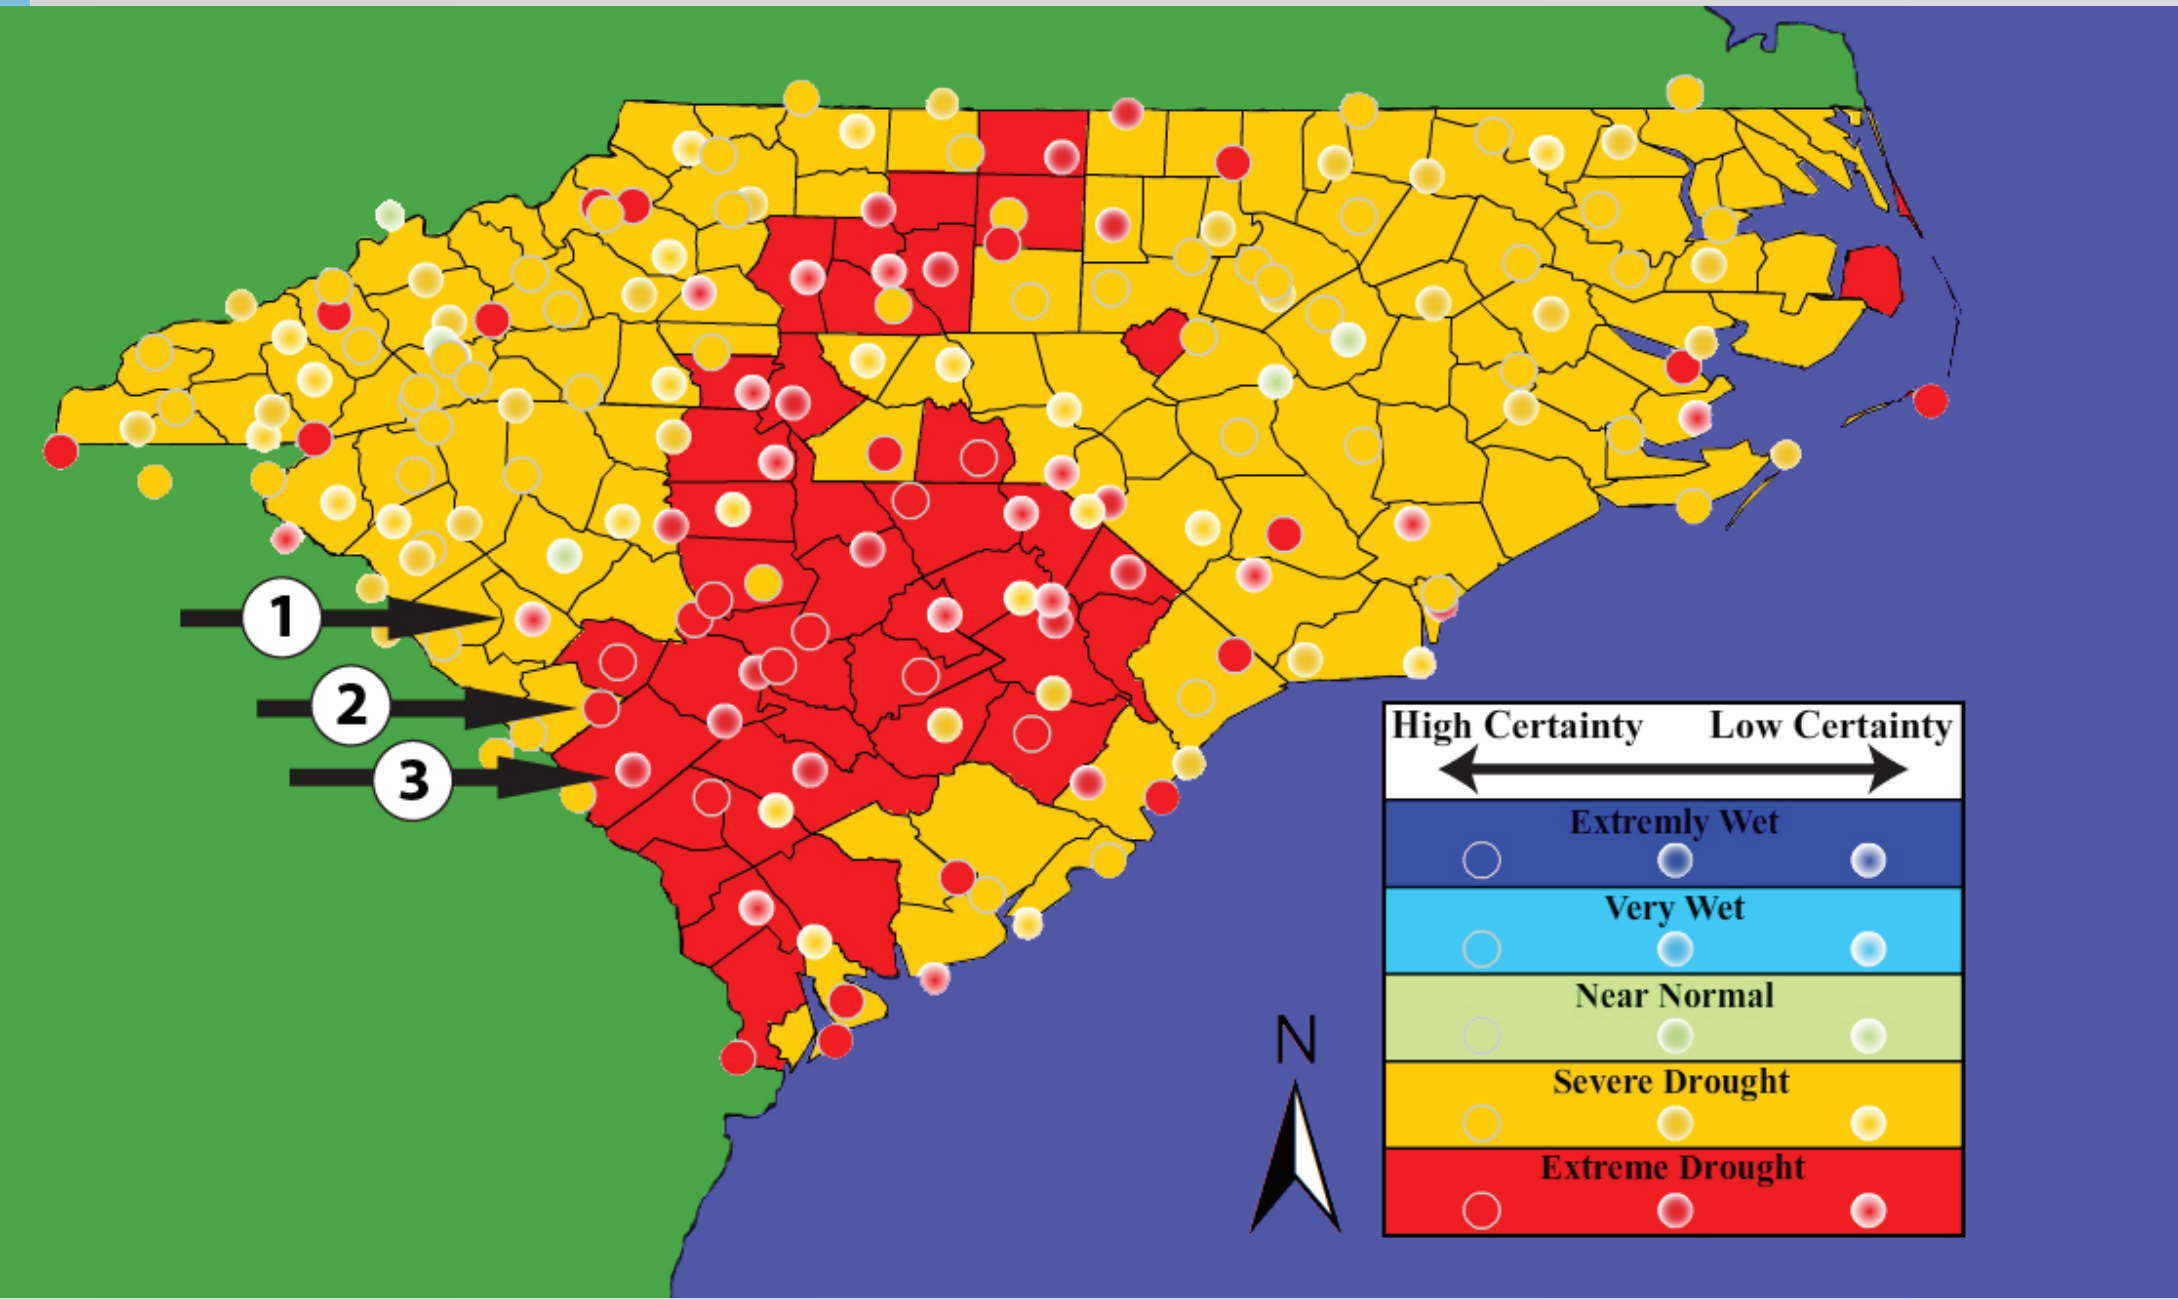 1
2
3
High Certainty Low Certainty
Extremly Wet
Very Wet
Near Normal
Severe Drought
Extreme Drought
N